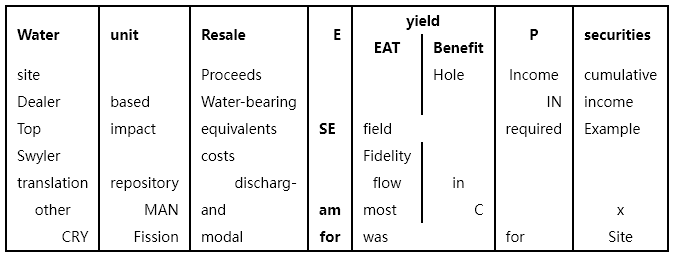 Water unit Resale E yield P securities
EAT Benefit
site Proceeds Hole Income cumulative
Dealer based Water-bearing IN income
Top impact equivalents SE field required Example
Swyler costs Fidelity
translation repository discharg- flow in
other MAN and am most C x
CRY Fission modal for was for Site